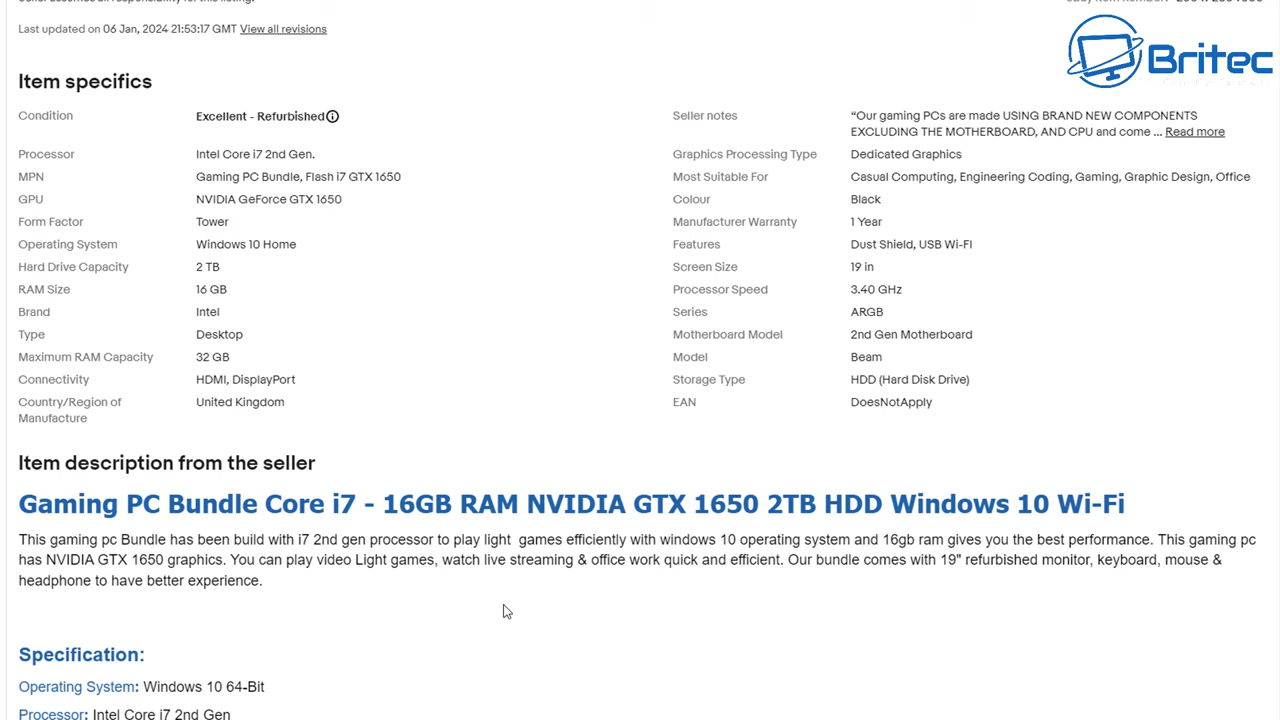 Last updated on 06 Jan, 2024 21:53:17 GMT View all revisions
Britec
Item specifics
Condition Excellent - Refurbished
Seller notes “Our gaming PCs are made USING BRAND NEW COMPONENTS
EXCLUDING THE MOTHERBOARD, AND CPU and come ... Read more
Processor Intel Core i7 2nd Gen.
Graphics Processing Type Dedicated Graphics
MPN Gaming PC Bundle, Flash i7 GTX 1650
Most Suitable For Casual Computing, Engineering Coding, Gaming, Graphic Design, Office
GPU NVIDIA GeForce GTX 1650
Colour Black
Form Factor Tower
Manufacturer Warranty 1 Year
Operating System Windows 10 Home
Features Dust Shield, USB Wi-FI
Hard Drive Capacity 2 TB
Screen Size 19 in
RAM Size 16 GB
Processor Speed 3.40 GHz
Brand Intel
Series ARGB
Type Desktop
Motherboard Model 2nd Gen Motherboard
Maximum RAM Capacity 32 GB
Model Beam
Connectivity HDMI, DisplayPort
Storage Type HDD (Hard Disk Drive)
Country/Region of United Kingdom
Manufacture
EAN DoesNotApply
Item description from the seller
Gaming PC Bundle Core i7 - 16GB RAM NVIDIA GTX 1650 2TB HDD Windows 10 Wi-Fi
This gaming pc Bundle has been build with i7 2nd gen processor to play light games efficiently with windows 10 operating system and 16gb ram gives you the best performance. This gaming pc
has NVIDIA GTX 1650 graphics. You can play video Light games, watch live streaming & office work quick and efficient. Our bundle comes with 19" refurbished monitor, keyboard, mouse &
headphone to have better experience.
Specification:
Operating System: Windows 10 64-Bit
Processor: Intel Core i7 2nd Gen